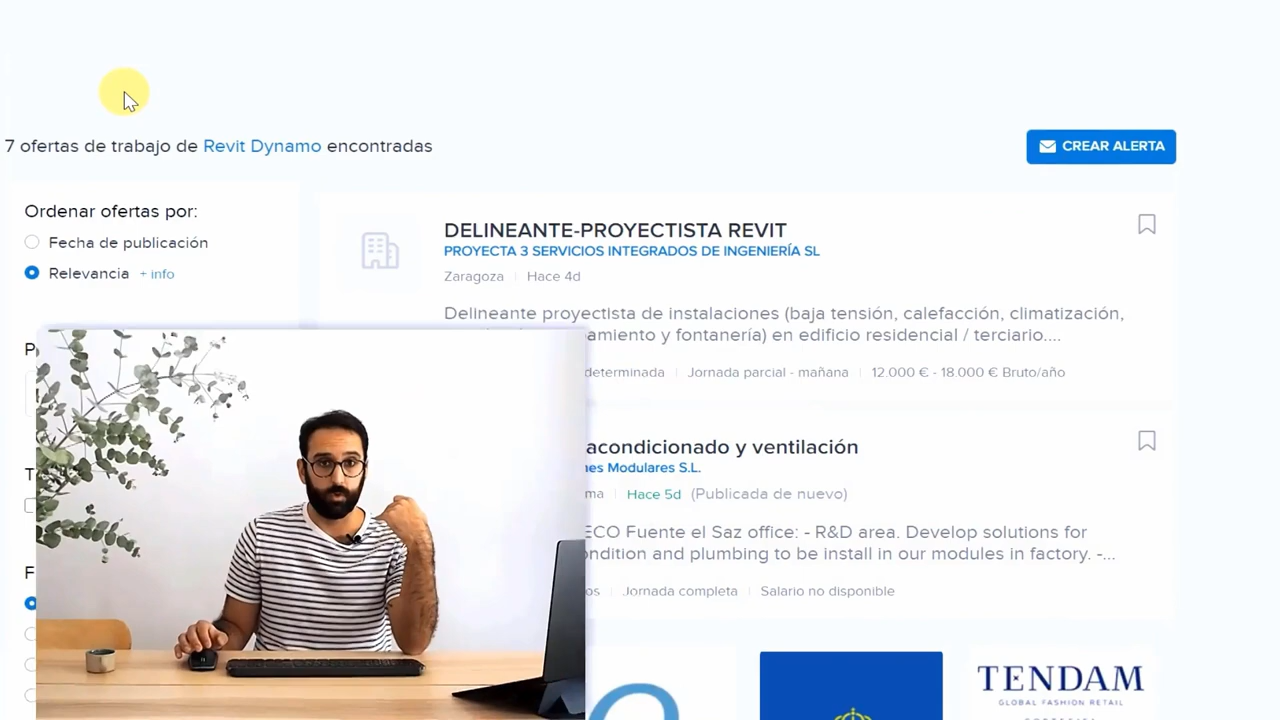 7 ofertas de trabajo de Revit Dynamo encontradas
CREAR ALERTA
Ordenar ofertas por:
Fecha de publicación
Relevancia + info
DELINEANTE-PROYECTISTA REVIT
PROYECTA 3 SERVICIOS INTEGRADOS DE INGENIERÍA SL
Zaragoza | Hace 4d
Delineante proyectista de instalaciones (baja tensión, calefacción, climatización,
amiento y fontanería) en edificio residencial / terciario....
determinada | Jornada parcial - mañana | 12.000 € - 18.000 € Bruto/año
acondicionado y ventilación
nes Modulares S.L.
ma | Hace 5d (Publicada de nuevo)
ECO Fuente el Saz office: - R&D area. Develop solutions for
ndition and plumbing to be install in our modules in factory. -...
os | Jornada completa | Salario no disponible
TENDAM
GLOBAL FASHION RETAIL